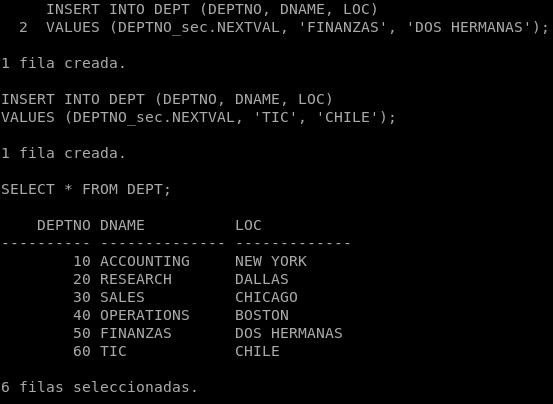 INSERT INTO DEPT (DEPTNO, DNAME, LOC)
2  VALUES (DEPTNO_sec.NEXTVAL, 'FINANZAS', 'DOS HERMANAS');
1 fila creada.
INSERT INTO DEPT (DEPTNO, DNAME, LOC)
VALUES (DEPTNO_sec.NEXTVAL, 'TIC', 'CHILE');
1 fila creada.
SELECT * FROM DEPT;
    DEPTNO DNAME          LOC
---------- -------------- -------------
        10 ACCOUNTING     NEW YORK
        20 RESEARCH       DALLAS
        30 SALES          CHICAGO
        40 OPERATIONS     BOSTON
        50 FINANZAS       DOS HERMANAS
        60 TIC            CHILE
6 filas seleccionadas.